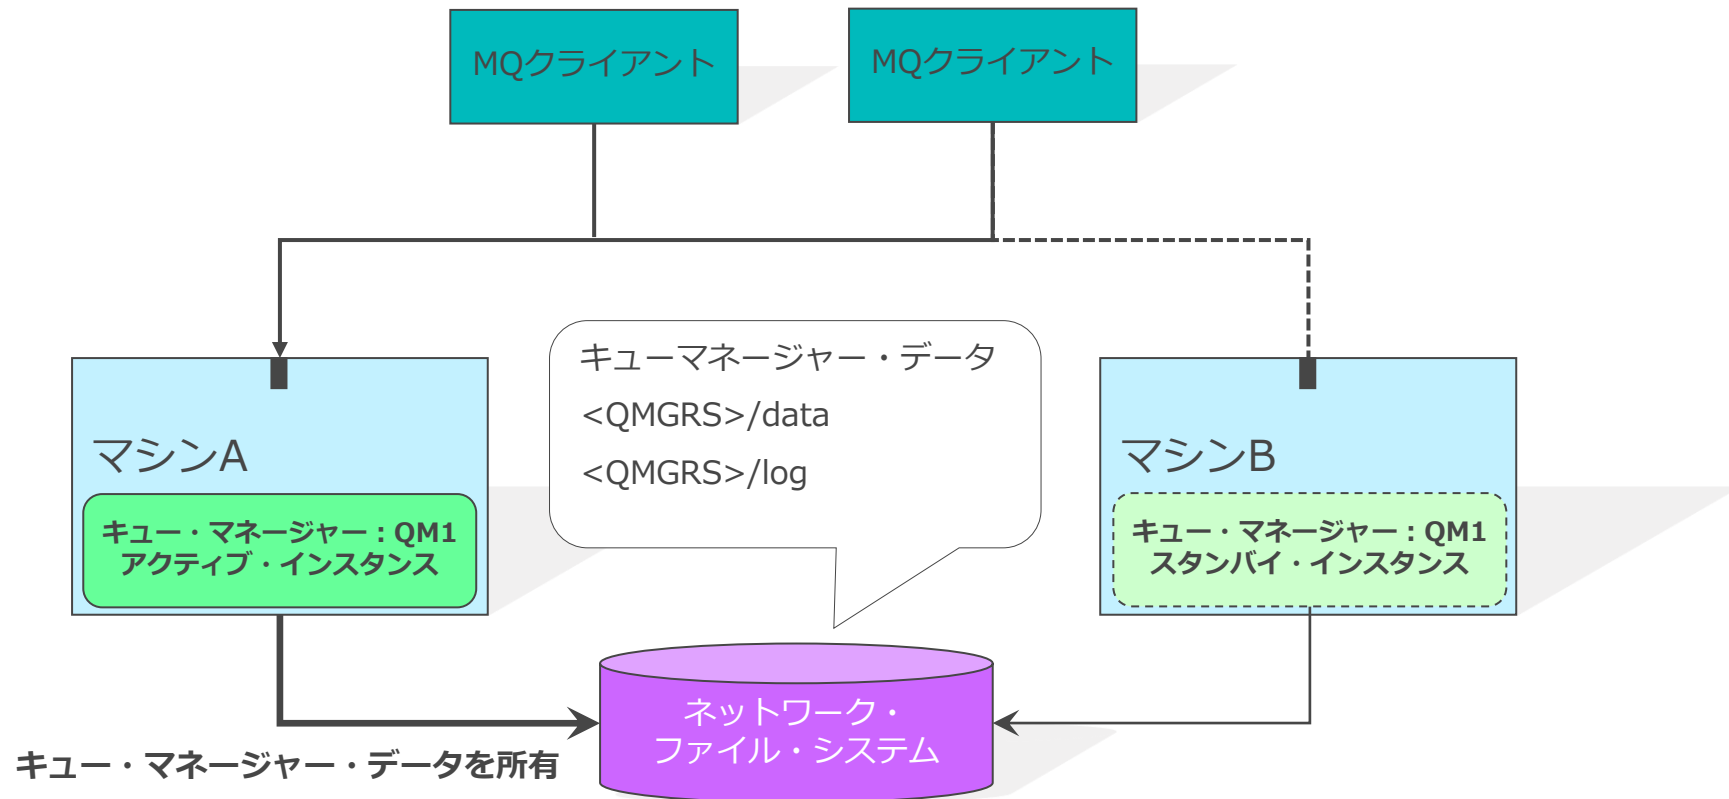 MQクライアント
MQクライアント
キューマネージャー・データ
<QMGRS>/data
<QMGRS>/log
マシンA
キュー・マネージャー：QM1
アクティブ・インスタンス
マシンB
キュー・マネージャー：QM1
スタンバイ・インスタンス
ネットワーク・
ファイル・システム
キュー・マネージャー・データを所有